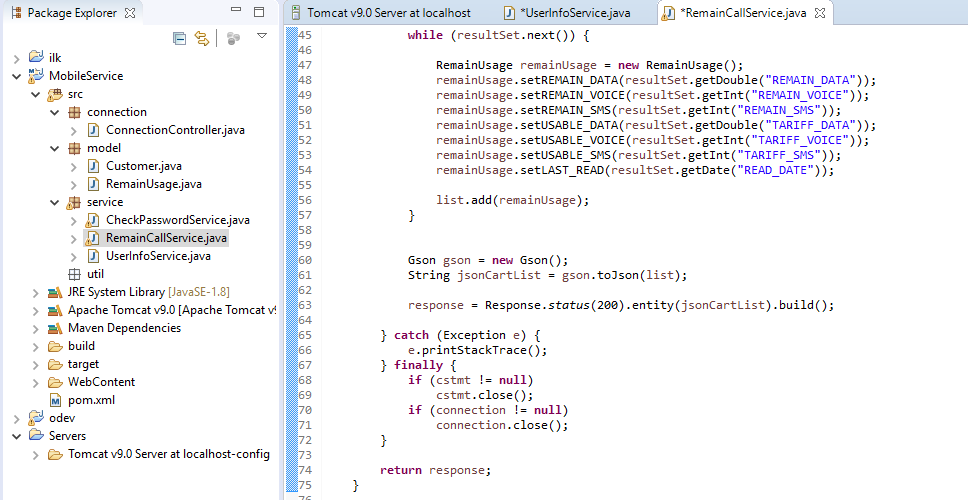 Package Explorer
ilk
MobileService
src
connection
ConnectionController.java
model
Customer.java
RemainUsage.java
service
CheckPasswordService.java
RemainCallService.java
UserInfoService.java
util
JRE System Library [JavaSE-1.8]
Apache Tomcat v9.0 [Apache Tomcat v9
Maven Dependencies
build
target
WebContent
pom.xml
odev
Servers
Tomcat v9.0 Server at localhost-config
Tomcat v9.0 Server at localhost
*UserInfoService.java
*RemainCallService.java
45 while (resultSet.next()) {
46
47 RemainUsage remainUsage = new RemainUsage();
48 remainUsage.setREMAIN_DATA(resultSet.getDouble("REMAIN_DATA"));
49 remainUsage.setREMAIN_VOICE(resultSet.getInt("REMAIN_VOICE"));
50 remainUsage.setREMAIN_SMS(resultSet.getInt("REMAIN_SMS"));
51 remainUsage.setUSABLE_DATA(resultSet.getDouble("TARIFF_DATA"));
52 remainUsage.setUSABLE_VOICE(resultSet.getInt("TARIFF_VOICE"));
53 remainUsage.setUSABLE_SMS(resultSet.getInt("TARIFF_SMS"));
54 remainUsage.setLAST_READ(resultSet.getDate("READ_DATE"));
55
56 list.add(remainUsage);
57 }
58
59
60 Gson gson = new Gson();
61 String jsonCartList = gson.toJson(list);
62
63 response = Response.status(200).entity(jsonCartList).build();
64
65 } catch (Exception e) {
66 e.printStackTrace();
67 } finally {
68 if (cstmt != null)
69 cstmt.close();
70 if (connection != null)
71 connection.close();
72 }
73
74 return response;
75 }
76